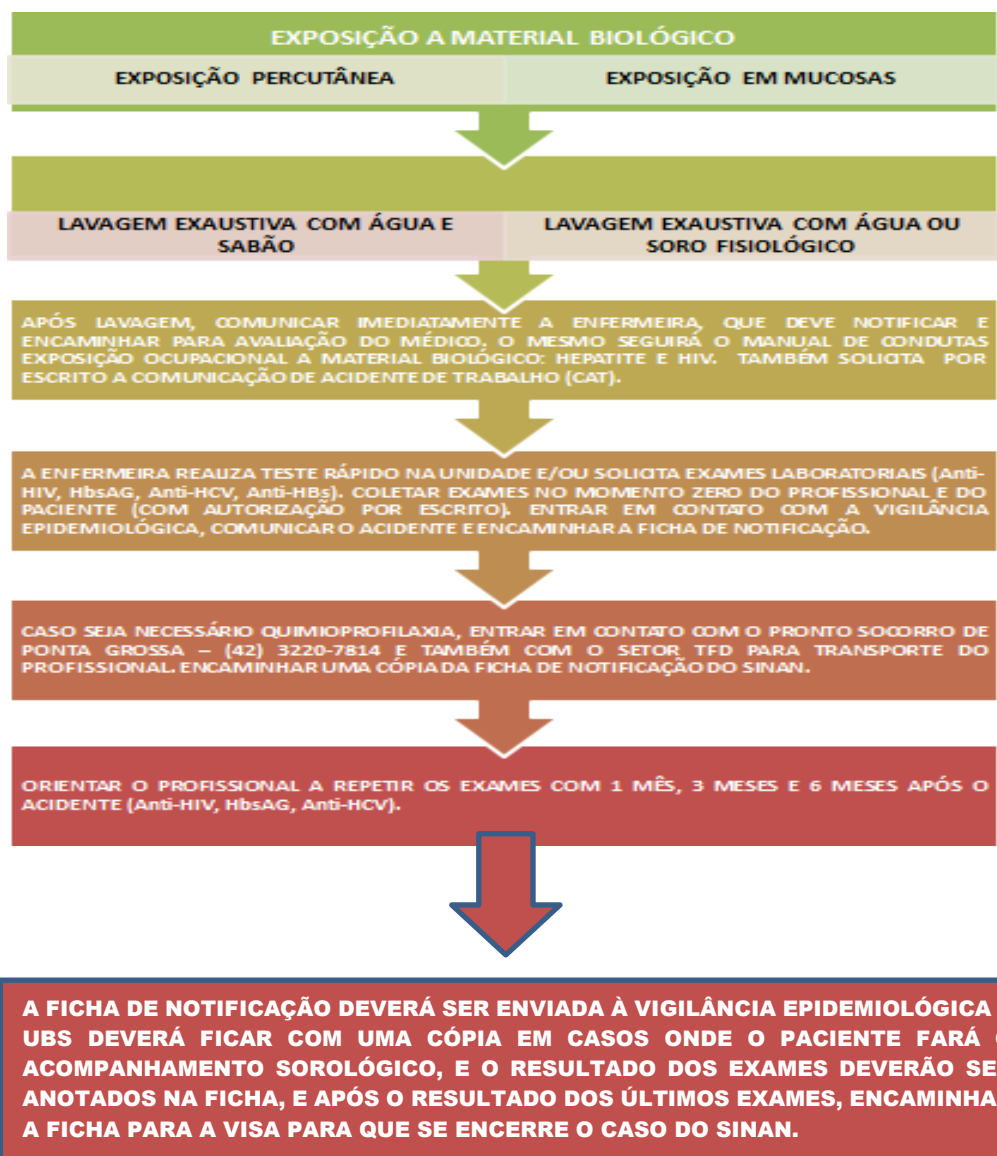 EXPOSIÇÃO A MATERIAL BIOLÓGICO
EXPOSIÇÃO PERCUTÂNEA
EXPOSIÇÃO EM MUCOSAS
LAVAGEM EXAUSTIVA COM ÁGUA E
SABÃO
LAVAGEM EXAUSTIVA COM ÁGUA OU
SORO FISIOLÓGICO
APÓS LAVAGEM, COMUNICAR IMEDIATAMENTE A ENFERMEIRA, QUE DEVE NOTIFICAR E
ENCAMINHAR PARA AVALIAÇÃO DO MÉDICO. O MESMO SEGUIRÁ O MANUAL DE CONDUTAS
EXPOSIÇÃO OCUPACIONAL A MATERIAL BIOLÓGICO: HEPATITE E HIV. TAMBÉM SOLICITA POR
ESCRITO A COMUNICAÇÃO DE ACIDENTE DE TRABALHO (CAT).
A ENFERMEIRA REALIZA TESTE RÁPIDO NA UNIDADE E/OU SOLICITA EXAMES LABORATORIAIS (Anti-
HIV, HbsAG, Anti-HCV, Anti-HBs). COLETAR EXAMES NO MOMENTO ZERO DO PROFISSIONAL E DO
PACIENTE (COM AUTORIZAÇÃO POR ESCRITO). ENTRAR EM CONTATO COM A VIGILÂNCIA
EPIDEMIOLÓGICA, COMUNICAR O ACIDENTE E ENCAMINHAR A FICHA DE NOTIFICAÇÃO.
CASO SEJA NECESSÁRIO QUIMIOPROFILAXIA, ENTRAR EM CONTATO COM O PRONTO SOCORRO DE
PONTA GROSSA – (42) 3220-7814 E TAMBÉM COM O SETOR TFD PARA TRANSPORTE DO
PROFISSIONAL. ENCAMINHAR UMA CÓPIA DA FICHA DE NOTIFICAÇÃO DO SINAN.
ORIENTAR O PROFISSIONAL A REPETIR OS EXAMES COM 1 MÊS, 3 MESES E 6 MESES APÓS O
ACIDENTE (Anti-HIV, HbsAG, Anti-HCV).
A FICHA DE NOTIFICAÇÃO DEVERÁ SER ENVIADA À VIGILÂNCIA EPIDEMIOLÓGICA
UBS DEVERÁ FICAR COM UMA CÓPIA EM CASOS ONDE O PACIENTE FARÁ
ACOMPANHAMENTO SOROLÓGICO, E O RESULTADO DOS EXAMES DEVERÃO SE
ANOTADOS NA FICHA, E APÓS O RESULTADO DOS ÚLTIMOS EXAMES, ENCAMINHA
A FICHA PARA A VISA PARA QUE SE ENCERRE O CASO DO SINAN.